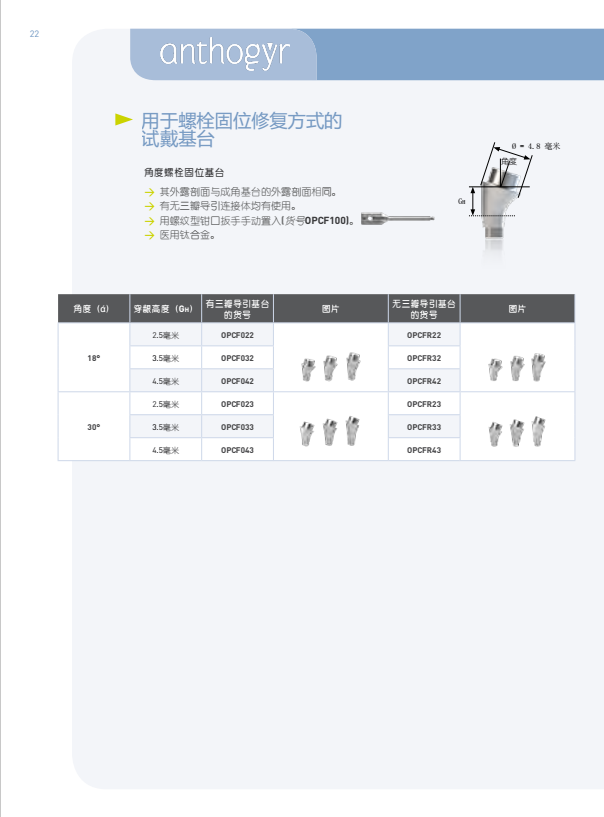 22
anthogyr
用于螺栓固位修复方式的
试戴基台
角度螺栓固位基台
其外露剖面与成角基台的外露剖面相同。
有无三瓣导引连接体均有使用。
用螺纹型钳口扳手手动置入(货号OPCF100)。
医用钛合金。
Ø = 4.8 毫米
角度
Gн
角度 (α) 穿龈高度 (Gн) 有三瓣导引基台的货号 图片 无三瓣导引基台的货号 图片
18°
2.5毫米 OPCF022 OPCFR22
3.5毫米 OPCF032 OPCFR32
4.5毫米 OPCF042 OPCFR42
30°
2.5毫米 OPCF023 OPCFR23
3.5毫米 OPCF033 OPCFR33
4.5毫米 OPCF043 OPCFR43